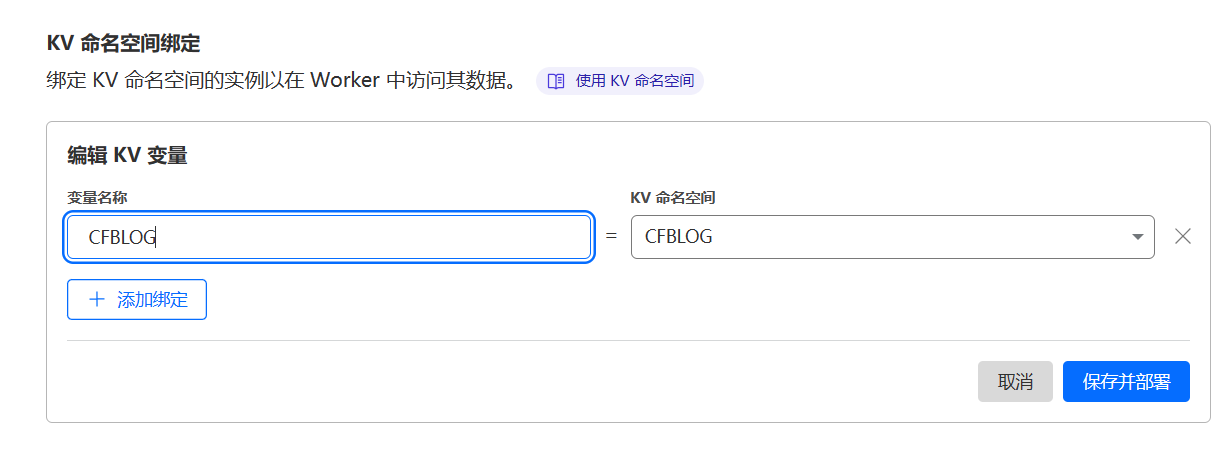 KV 命名空间绑定
绑定 KV 命名空间的实例以在 Worker 中访问其数据。 使用 KV 命名空间
编辑 KV 变量
变量名称 KV 命名空间
CFBLOG = CFBLOG
添加绑定
取消 保存并部署